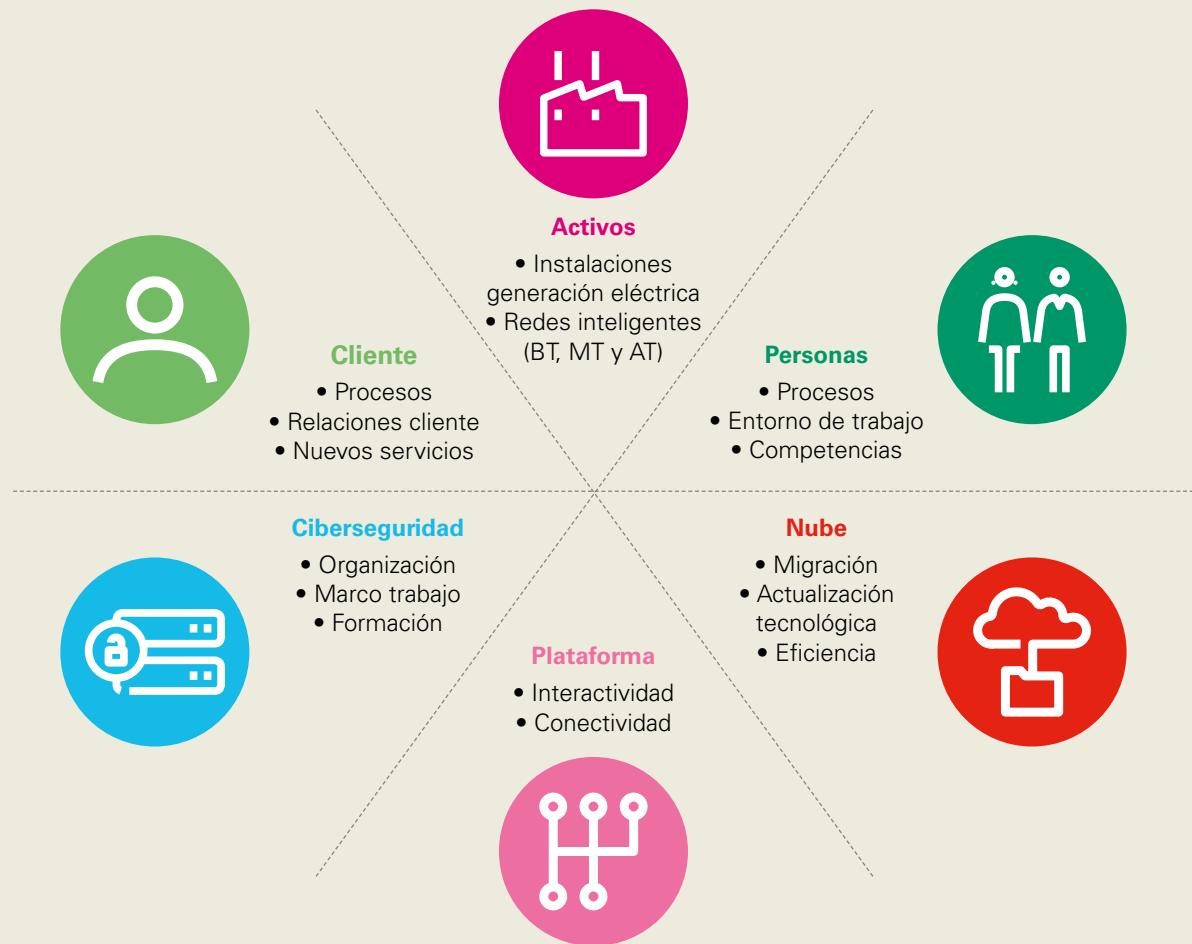 Activos
• Instalaciones
generación eléctrica
• Redes inteligentes
(BT, MT y AT)
Cliente
• Procesos
• Relaciones cliente
• Nuevos servicios
Personas
• Procesos
• Entorno de trabajo
• Competencias
Ciberseguridad
• Organización
• Marco trabajo
• Formación
Nube
• Migración
• Actualización
tecnológica
• Eficiencia
Plataforma
• Interactividad
• Conectividad